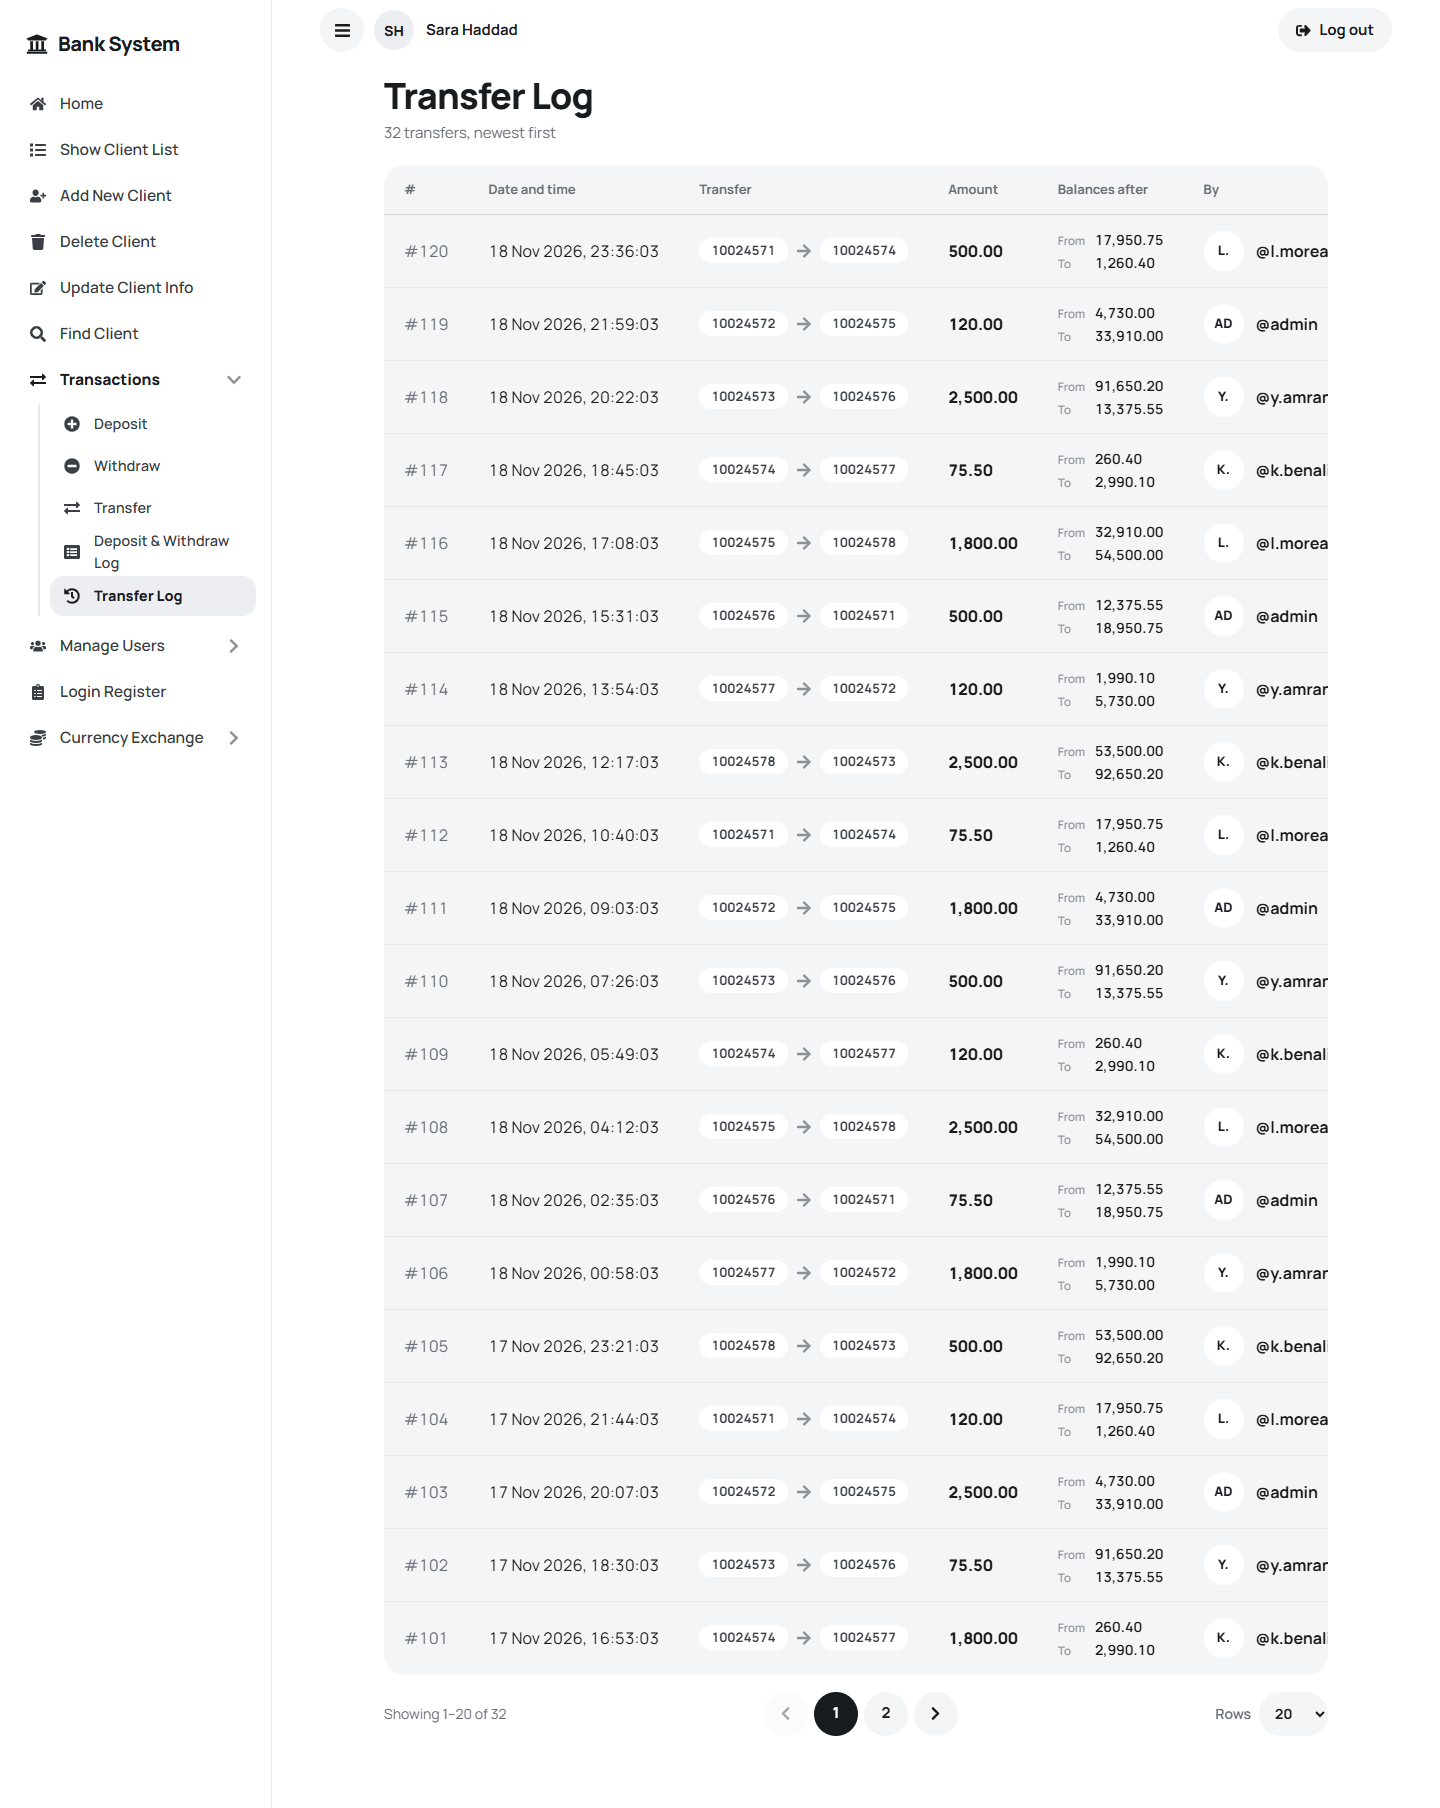 Bank System
Home
Show Client List
Add New Client
Delete Client
Update Client Info
Find Client
Transactions
Deposit
Withdraw
Transfer
Deposit & Withdraw
Log
Transfer Log
Manage Users
Login Register
Currency Exchange
SH Sara Haddad
Log out
Transfer Log
32 transfers, newest first
# Date and time Transfer Amount Balances after By
#120 18 Nov 2026, 23:36:03 10024571 → 10024574 500.00 From 17,950.75 To 1,260.40 L. @l.morea
#119 18 Nov 2026, 21:59:03 10024572 → 10024575 120.00 From 4,730.00 To 33,910.00 AD @admin
#118 18 Nov 2026, 20:22:03 10024573 → 10024576 2,500.00 From 91,650.20 To 13,375.55 Y. @y.amran
#117 18 Nov 2026, 18:45:03 10024574 → 10024577 75.50 From 260.40 To 2,990.10 K. @k.benali
#116 18 Nov 2026, 17:08:03 10024575 → 10024578 1,800.00 From 32,910.00 To 54,500.00 L. @l.morea
#115 18 Nov 2026, 15:31:03 10024576 → 10024571 500.00 From 12,375.55 To 18,950.75 AD @admin
#114 18 Nov 2026, 13:54:03 10024577 → 10024572 120.00 From 1,990.10 To 5,730.00 Y. @y.amran
#113 18 Nov 2026, 12:17:03 10024578 → 10024573 2,500.00 From 53,500.00 To 92,650.20 K. @k.benali
#112 18 Nov 2026, 10:40:03 10024571 → 10024574 75.50 From 17,950.75 To 1,260.40 L. @l.morea
#111 18 Nov 2026, 09:03:03 10024572 → 10024575 1,800.00 From 4,730.00 To 33,910.00 AD @admin
#110 18 Nov 2026, 07:26:03 10024573 → 10024576 500.00 From 91,650.20 To 13,375.55 Y. @y.amran
#109 18 Nov 2026, 05:49:03 10024574 → 10024577 120.00 From 260.40 To 2,990.10 K. @k.benali
#108 18 Nov 2026, 04:12:03 10024575 → 10024578 2,500.00 From 32,910.00 To 54,500.00 L. @l.morea
#107 18 Nov 2026, 02:35:03 10024576 → 10024571 75.50 From 12,375.55 To 18,950.75 AD @admin
#106 18 Nov 2026, 00:58:03 10024577 → 10024572 1,800.00 From 1,990.10 To 5,730.00 Y. @y.amran
#105 17 Nov 2026, 23:21:03 10024578 → 10024573 500.00 From 53,500.00 To 92,650.20 K. @k.benali
#104 17 Nov 2026, 21:44:03 10024571 → 10024574 120.00 From 17,950.75 To 1,260.40 L. @l.morea
#103 17 Nov 2026, 20:07:03 10024572 → 10024575 2,500.00 From 4,730.00 To 33,910.00 AD @admin
#102 17 Nov 2026, 18:30:03 10024573 → 10024576 75.50 From 91,650.20 To 13,375.55 Y. @y.amran
#101 17 Nov 2026, 16:53:03 10024574 → 10024577 1,800.00 From 260.40 To 2,990.10 K. @k.benali
Showing 1–20 of 32 1 2 Rows 20